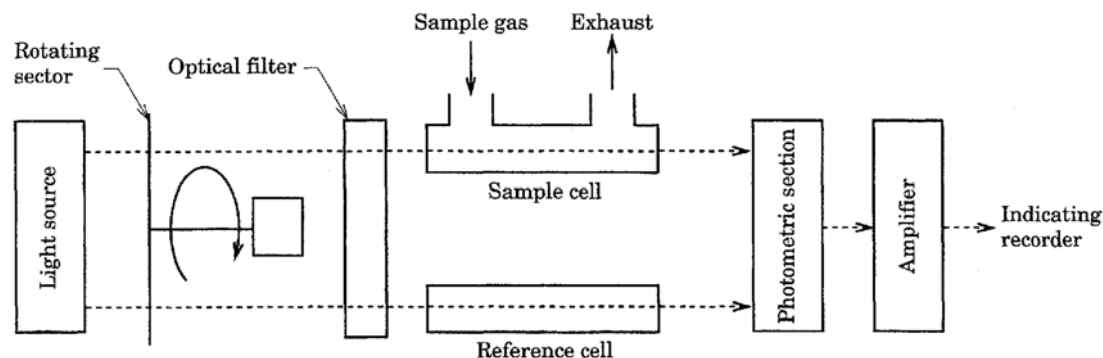 Sample gas
Exhaust
Rotating
sector
Optical filter
Light source
Sample cell
Reference cell
Photometric section
Amplifier
Indicating
recorder